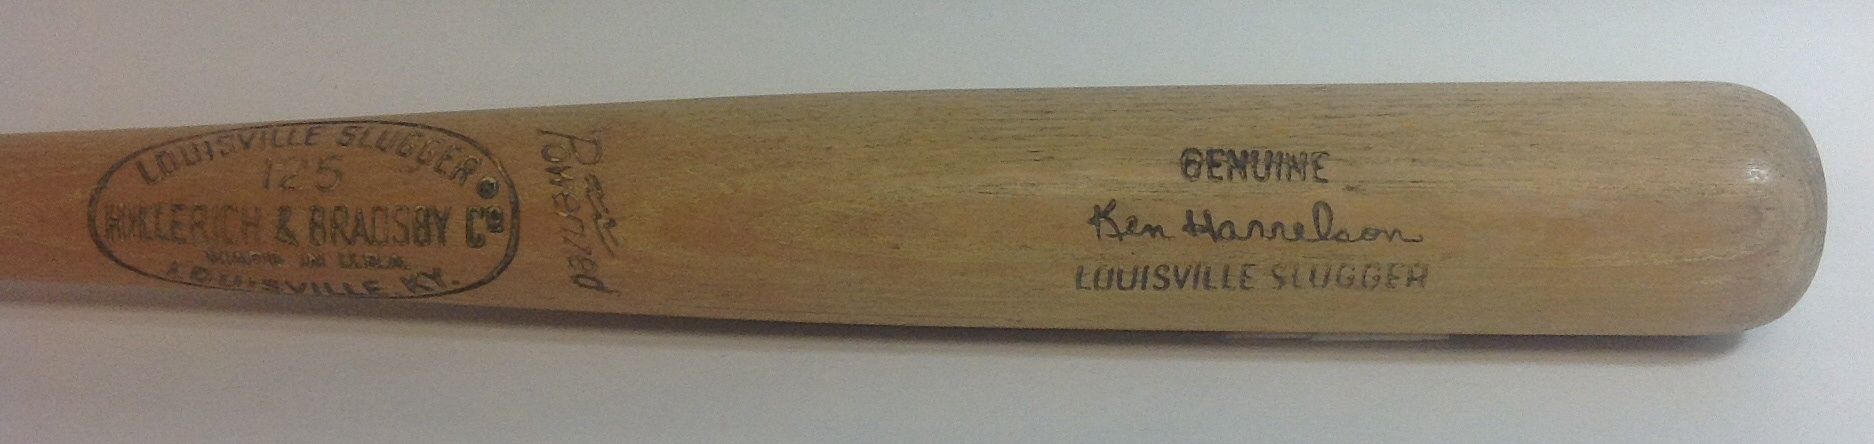 LOUISVILLE SLUGGER
125
HILLERICH & BRADSBY Cº
LOUISVILLE KY.
Powerized
GENUINE
Ken Harrelson
LOUISVILLE SLUGGER